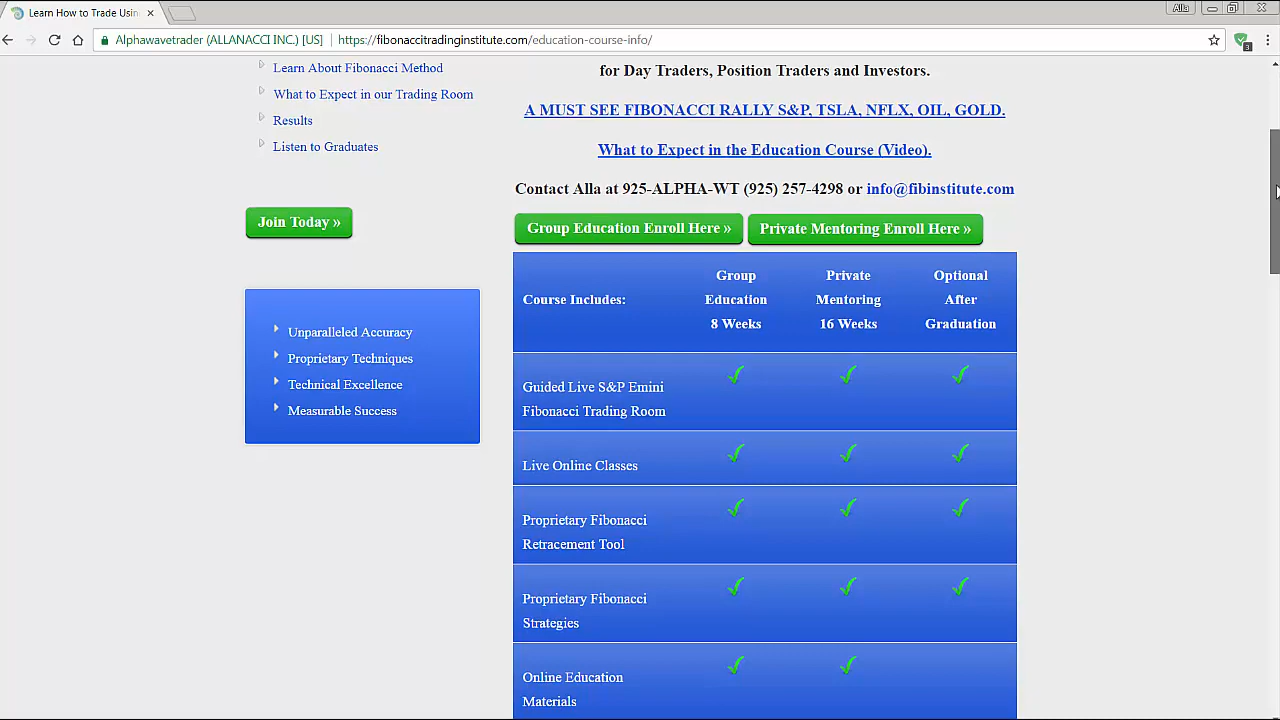 Learn How to Trade Usin
Alla
Alphawavetrader (ALLANACCI INC.) [US]
https://fibonaccitradinginstitute.com/education-course-info/
3
Learn About Fibonacci Method
What to Expect in our Trading Room
Results
Listen to Graduates
Join Today »
Unparalleled Accuracy
Proprietary Techniques
Technical Excellence
Measurable Success
for Day Traders, Position Traders and Investors.
A MUST SEE FIBONACCI RALLY S&P, TSLA, NFLX, OIL, GOLD.
What to Expect in the Education Course (Video).
Contact Alla at 925-ALPHA-WT (925) 257-4298 or info@fibinstitute.com
Group Education Enroll Here »
Private Mentoring Enroll Here »
Course Includes:
Group
Education
8 Weeks
Private
Mentoring
16 Weeks
Optional
After
Graduation
Guided Live S&P Emini
Fibonacci Trading Room
Live Online Classes
Proprietary Fibonacci
Retracement Tool
Proprietary Fibonacci
Strategies
Online Education
Materials